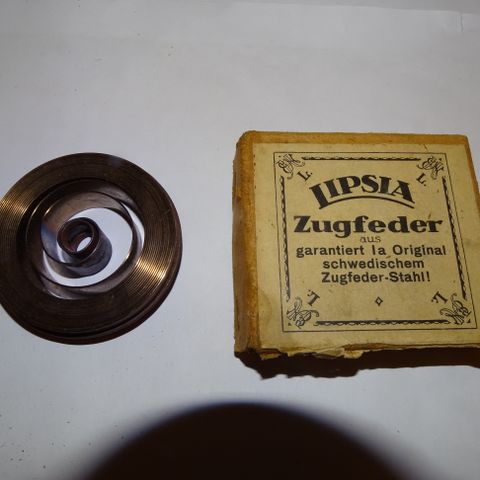 L.
L.
LIPSIA
Zugfeder
aus
garantiert Ia Original
schwedischem
Zugfeder-Stahl!
L.
L.